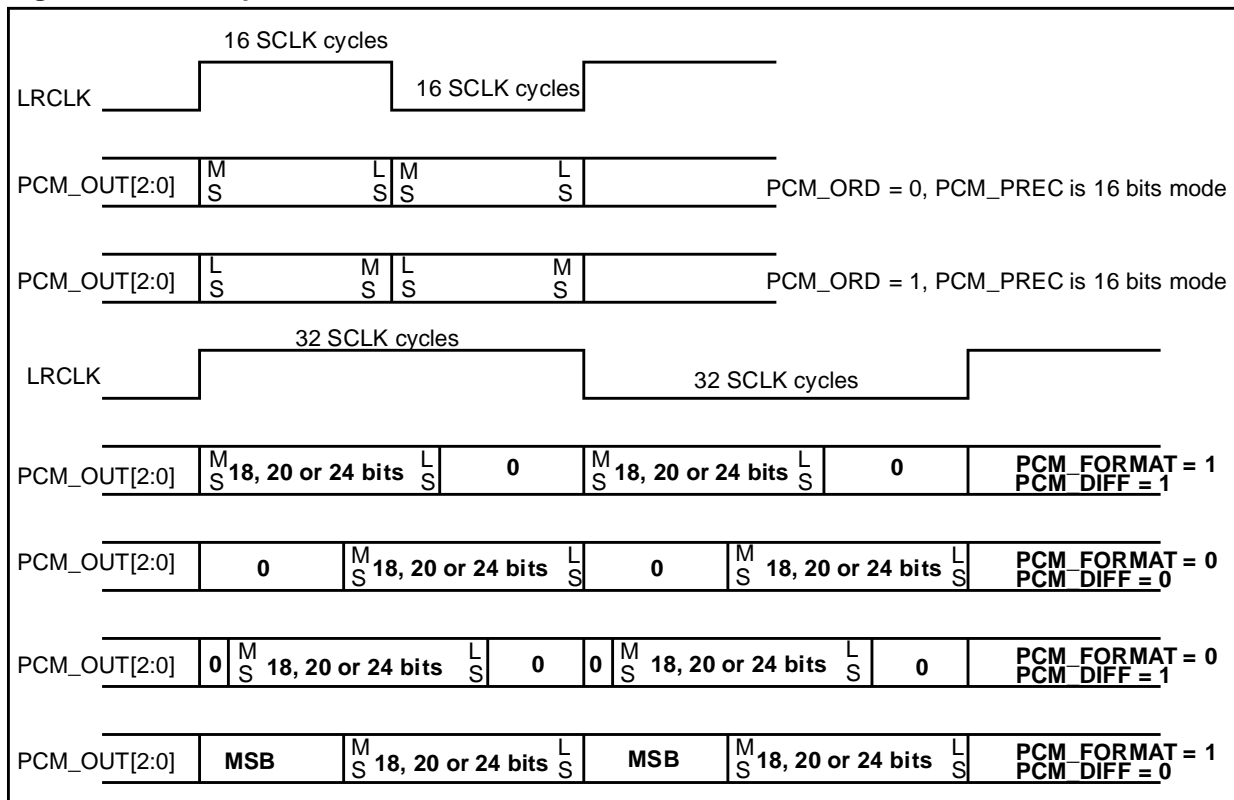 16 SCLK cycles
LRCLK
16 SCLK cycles
PCM_OUT[2:0] M S L S M S L S PCM_ORD = 0, PCM_PREC is 16 bits mode
PCM_OUT[2:0] L S M S L S M S PCM_ORD = 1, PCM_PREC is 16 bits mode
32 SCLK cycles
LRCLK
32 SCLK cycles
PCM_OUT[2:0] M S 18, 20 or 24 bits L S 0 M S 18, 20 or 24 bits L S 0 PCM_FORMAT = 1
PCM_DIFF = 1
PCM_OUT[2:0] 0 M S 18, 20 or 24 bits L S 0 M S 18, 20 or 24 bits L S PCM_FORMAT = 0
PCM_DIFF = 0
PCM_OUT[2:0] 0 M S 18, 20 or 24 bits L S 0 0 M S 18, 20 or 24 bits L S 0 PCM_FORMAT = 0
PCM_DIFF = 1
PCM_OUT[2:0] MSB M S 18, 20 or 24 bits L S MSB M S 18, 20 or 24 bits L S PCM_FORMAT = 1
PCM_DIFF = 0